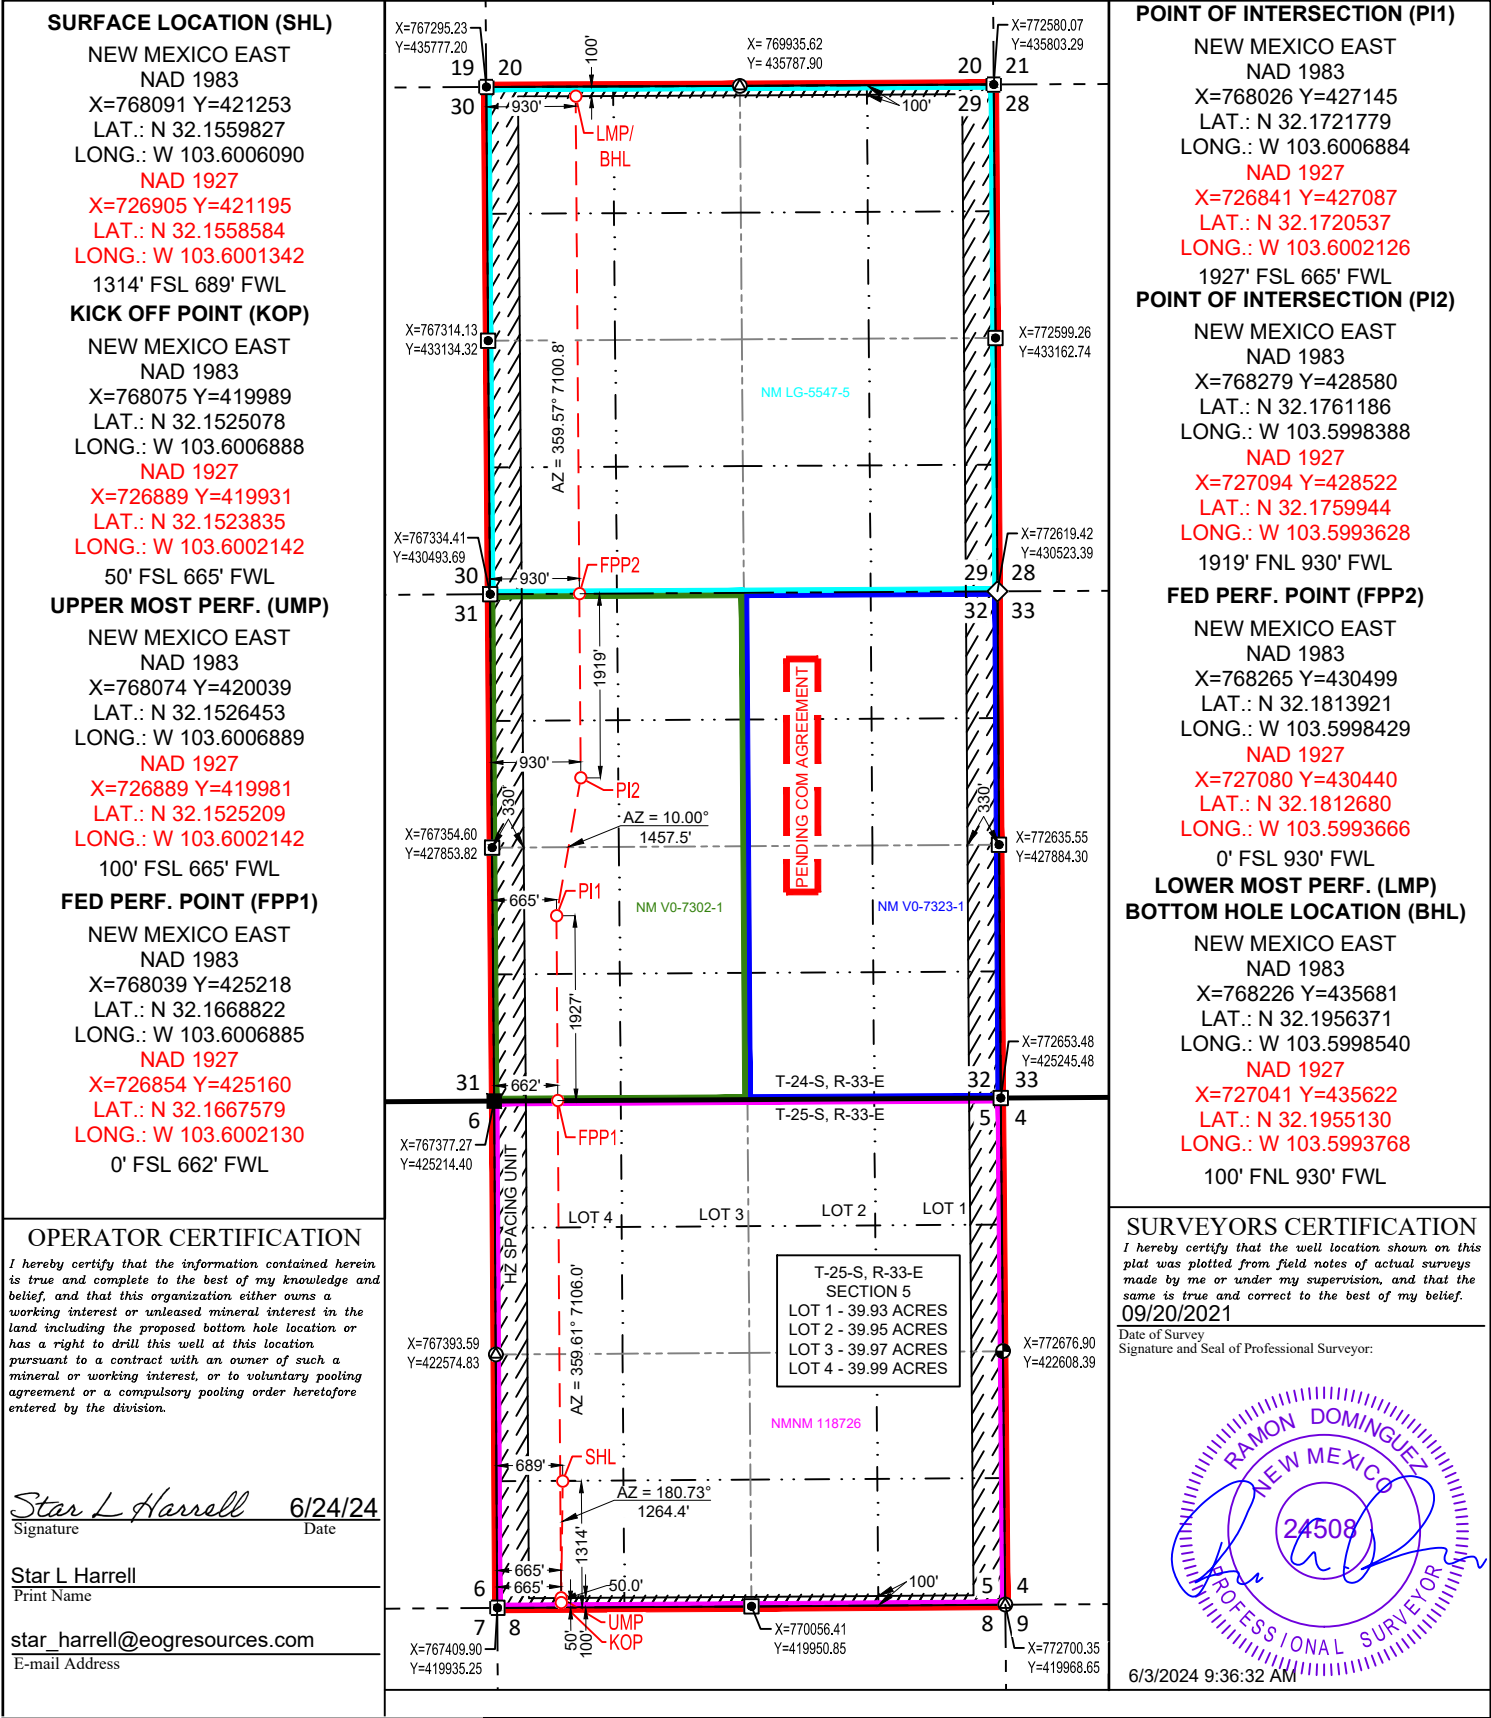 SURFACE LOCATION (SHL)
NEW MEXICO EAST
NAD 1983
X=768091 Y=421253
LAT.: N 32.1559827
LONG.: W 103.6006090
NAD 1927
X=726905 Y=421195
LAT.: N 32.1558584
LONG.: W 103.6001342
1314' FSL 689' FWL
KICK OFF POINT (KOP)
NEW MEXICO EAST
NAD 1983
X=768075 Y=419989
LAT.: N 32.1525078
LONG.: W 103.6006888
NAD 1927
X=726889 Y=419931
LAT.: N 32.1523835
LONG.: W 103.6002142
50' FSL 665' FWL
UPPER MOST PERF. (UMP)
NEW MEXICO EAST
NAD 1983
X=768074 Y=420039
LAT.: N 32.1526453
LONG.: W 103.6006889
NAD 1927
X=726889 Y=419981
LAT.: N 32.1525209
LONG.: W 103.6002142
100' FSL 665' FWL
FED PERF. POINT (FPP1)
NEW MEXICO EAST
NAD 1983
X=768039 Y=425218
LAT.: N 32.1668822
LONG.: W 103.6006885
NAD 1927
X=726854 Y=425160
LAT.: N 32.1667579
LONG.: W 103.6002130
0' FSL 662' FWL
OPERATOR CERTIFICATION
I hereby certify that the information contained herein
is true and complete to the best of my knowledge and
belief, and that this organization either owns a
working interest or unleased mineral interest in the
land including the proposed bottom hole location or
has a right to drill this well at this location
pursuant to a contract with an owner of such a
mineral or working interest, or to voluntary pooling
agreement or a compulsory pooling order heretofore
entered by the division.
Star L Harrell 6/24/24
Signature Date
Star L Harrell
Print Name
star_harrell@eogresources.com
E-mail Address
X=767295.23
Y=435777.20
100'
X= 769935.62
Y= 435787.90
X=772580.07
Y=435803.29
19 20
20 21
30
930'
100'
29 28
LMP/
BHL
X=767314.13
Y=433134.32
X=772599.26
Y=433162.74
AZ = 359.57° 7100.8'
NM LG-5547-5
X=767334.41
Y=430493.69
X=772619.42
Y=430523.39
30
930'
FPP2
29 28
31
32 33
1919'
PENDING COM AGREEMENT
930'
PI2
330'
330'
AZ = 10.00°
1457.5'
X=767354.60
Y=427853.82
X=772635.55
Y=427884.30
665'
PI1
NM V0-7302-1
NM V0-7323-1
1927'
X=772653.48
Y=425245.48
31
662'
T-24-S, R-33-E
32 33
6
T-25-S, R-33-E
5 4
FPP1
X=767377.27
Y=425214.40
HZ SPACING UNIT
LOT 4
LOT 3
LOT 2
LOT 1
T-25-S, R-33-E
SECTION 5
LOT 1 - 39.93 ACRES
LOT 2 - 39.95 ACRES
LOT 3 - 39.97 ACRES
LOT 4 - 39.99 ACRES
AZ = 359.61° 7106.0'
X=767393.59
Y=422574.83
X=772676.90
Y=422608.39
NMNM 118726
689'
SHL
AZ = 180.73°
1264.4'
1314'
665'
665'
50.0'
100'
6
5 4
7 8
8 9
50'
100'
UMP
KOP
X=767409.90
Y=419935.25
X=770056.41
Y=419950.85
X=772700.35
Y=419968.65
POINT OF INTERSECTION (PI1)
NEW MEXICO EAST
NAD 1983
X=768026 Y=427145
LAT.: N 32.1721779
LONG.: W 103.6006884
NAD 1927
X=726841 Y=427087
LAT.: N 32.1720537
LONG.: W 103.6002126
1927' FSL 665' FWL
POINT OF INTERSECTION (PI2)
NEW MEXICO EAST
NAD 1983
X=768279 Y=428580
LAT.: N 32.1761186
LONG.: W 103.5998388
NAD 1927
X=727094 Y=428522
LAT.: N 32.1759944
LONG.: W 103.5993628
1919' FNL 930' FWL
FED PERF. POINT (FPP2)
NEW MEXICO EAST
NAD 1983
X=768265 Y=430499
LAT.: N 32.1813921
LONG.: W 103.5998429
NAD 1927
X=727080 Y=430440
LAT.: N 32.1812680
LONG.: W 103.5993666
0' FSL 930' FWL
LOWER MOST PERF. (LMP)
BOTTOM HOLE LOCATION (BHL)
NEW MEXICO EAST
NAD 1983
X=768226 Y=435681
LAT.: N 32.1956371
LONG.: W 103.5998540
NAD 1927
X=727041 Y=435622
LAT.: N 32.1955130
LONG.: W 103.5993768
100' FNL 930' FWL
SURVEYORS CERTIFICATION
I hereby certify that the well location shown on this
plat was plotted from field notes of actual surveys
made by me or under my supervision, and that the
same is true and correct to the best of my belief.
09/20/2021
Date of Survey
Signature and Seal of Professional Surveyor:
RAMON DOMINGUEZ
NEW MEXICO
24508
PROFESSIONAL SURVEYOR
6/3/2024 9:36:32 AM